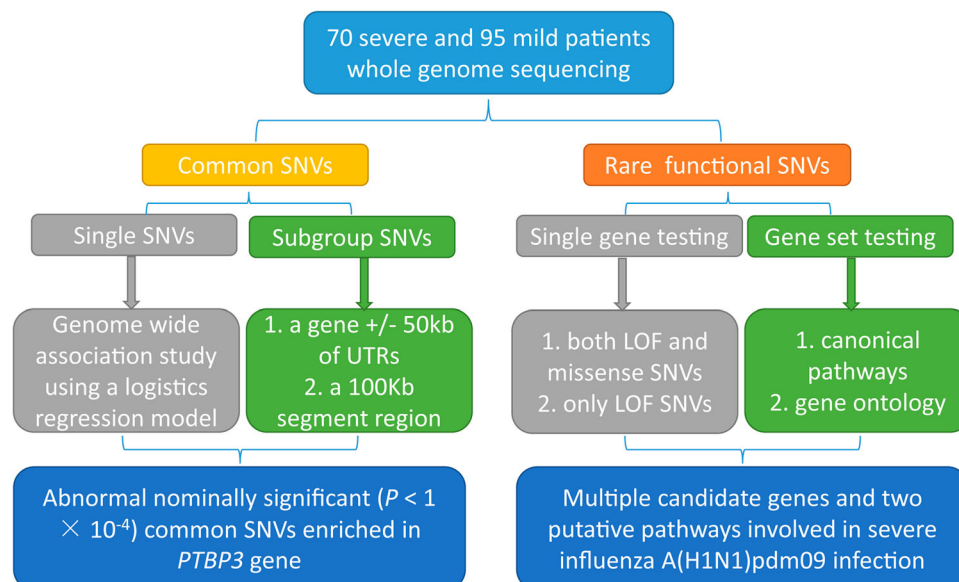 70 severe and 95 mild patients
whole genome sequencing
Common SNVs
Rare functional SNVs
Single SNVs
Subgroup SNVs
Single gene testing
Gene set testing
Genome wide
association study
using a logistics
regression model
1. a gene +/- 50kb
of UTRs
2. a 100Kb
segment region
1. both LOF and
missense SNVs
2. only LOF SNVs
1. canonical
pathways
2. gene ontology
Abnormal nominally significant (P < 1
× 10⁻⁴) common SNVs enriched in
PTBP3 gene
Multiple candidate genes and two
putative pathways involved in severe
influenza A(H1N1)pdm09 infection